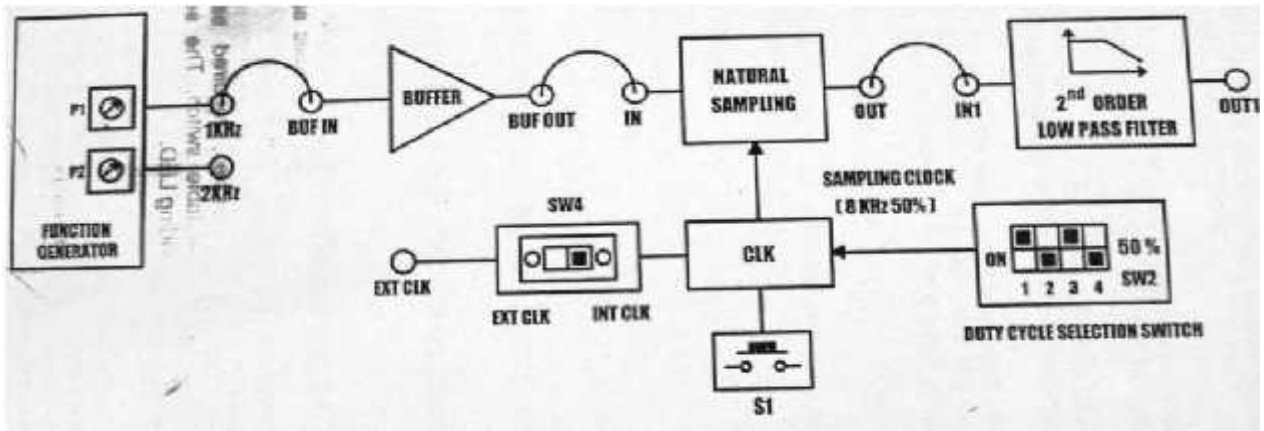 P1
P2
FUNCTION
GENERATOR
1KHz
2KHz
BUF IN
BUFFER
BUF OUT
IN
NATURAL
SAMPLING
OUT
IN1
2nd ORDER
LOW PASS FILTER
OUT1
SAMPLING CLOCK
( 8 KHz 50% )
SW4
EXT CLK
EXT CLK
INT CLK
CLK
S1
ON
1 2 3 4
50 %
SW2
DUTY CYCLE SELECTION SWITCH